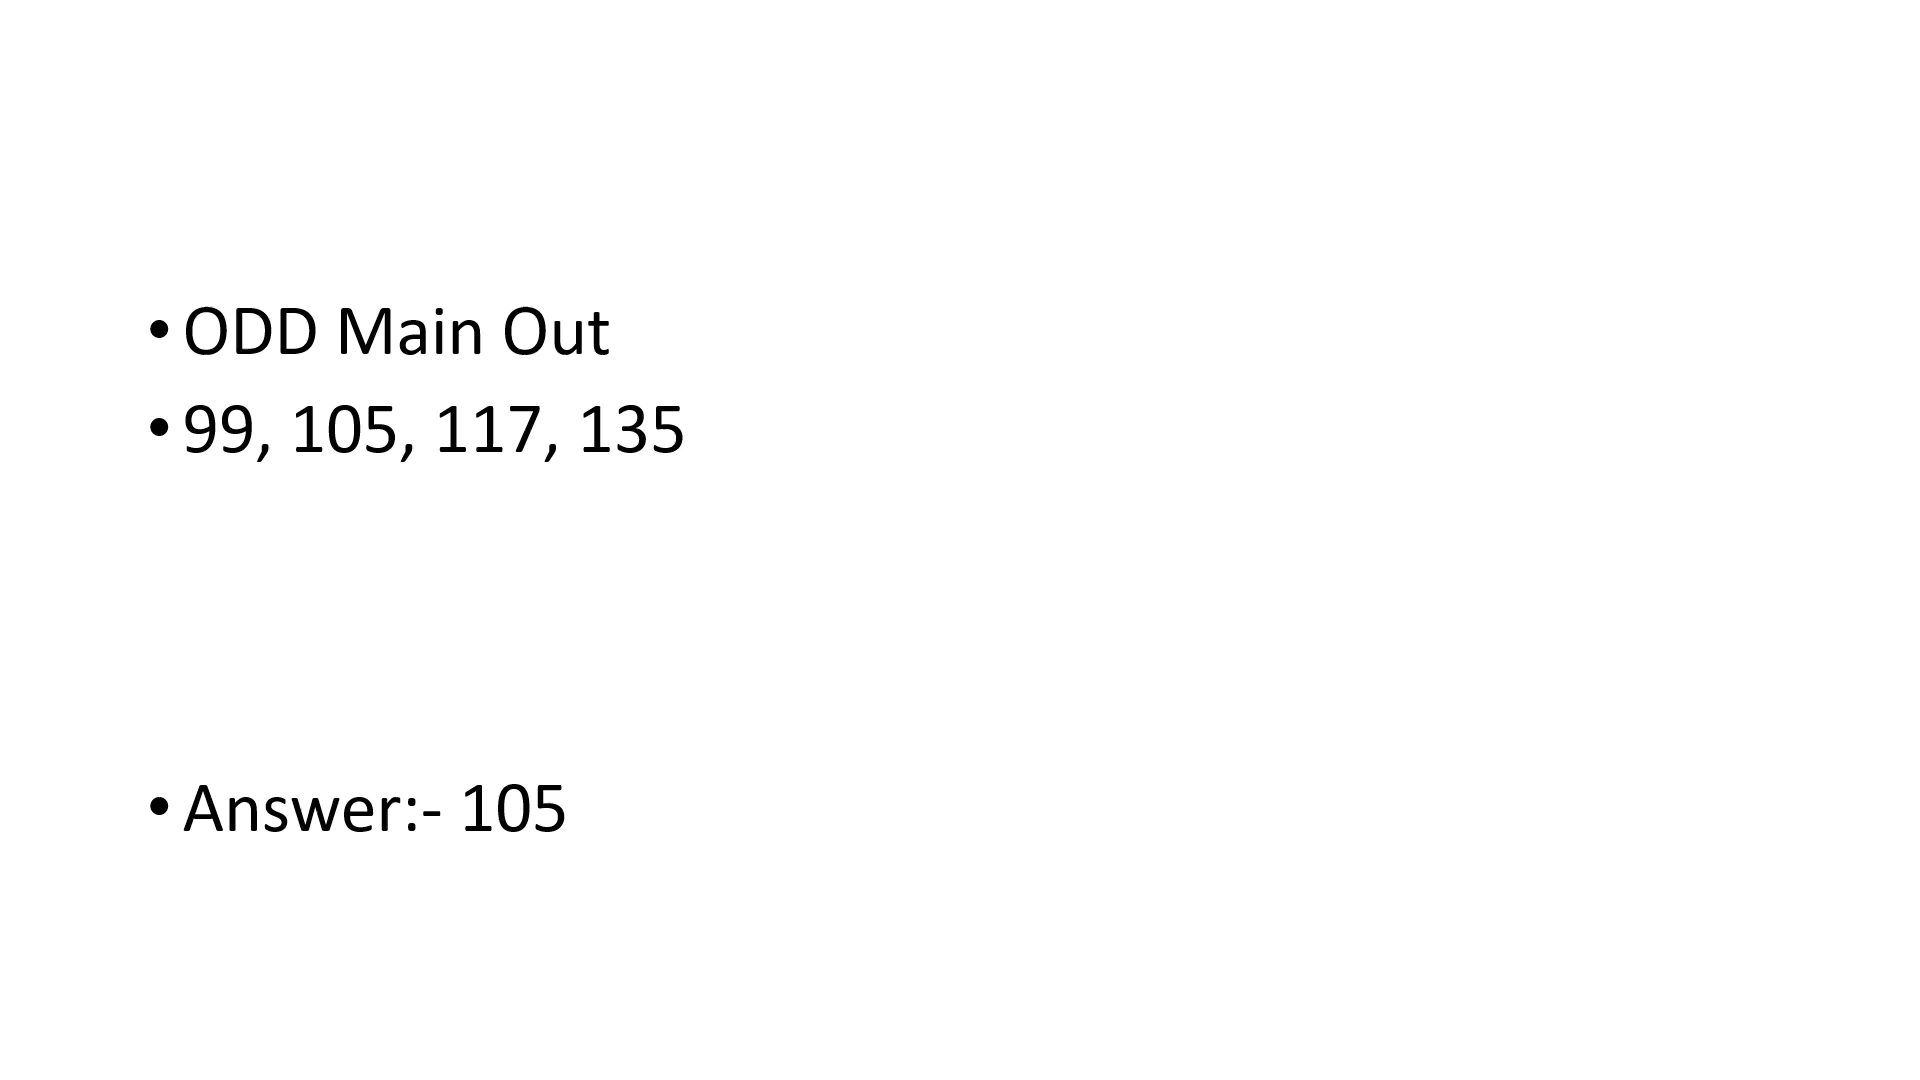 • ODD Main Out
• 99, 105, 117, 135
• Answer:- 105